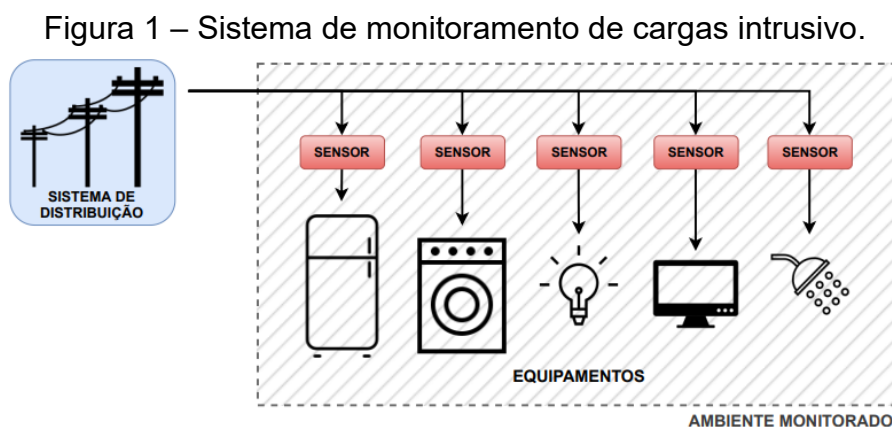 Figura 1 – Sistema de monitoramento de cargas intrusivo.
SISTEMA DE
DISTRIBUIÇÃO
SENSOR
SENSOR
SENSOR
SENSOR
SENSOR
EQUIPAMENTOS
AMBIENTE MONITORADO